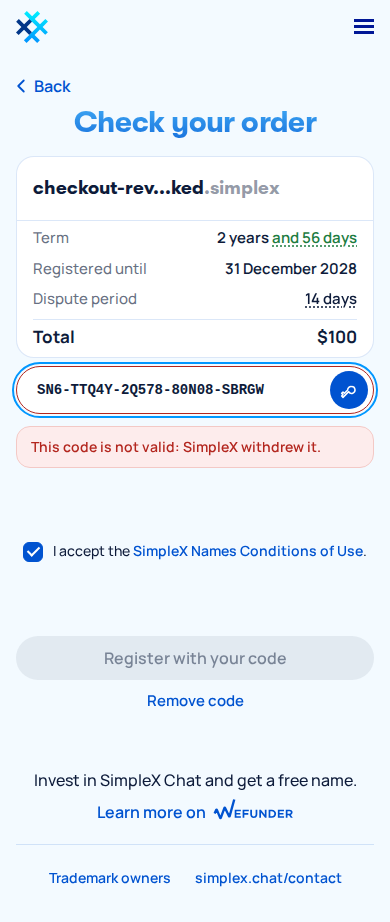 Back
Check your order
checkout-rev...ked.simplex
Term 2 years and 56 days
Registered until 31 December 2028
Dispute period 14 days
Total $100
SN6-TTQ4Y-2Q578-80N08-SBRGW
This code is not valid: SimpleX withdrew it.
I accept the SimpleX Names Conditions of Use.
Register with your code
Remove code
Invest in SimpleX Chat and get a free name.
Learn more on WEFUNDER
Trademark owners simplex.chat/contact